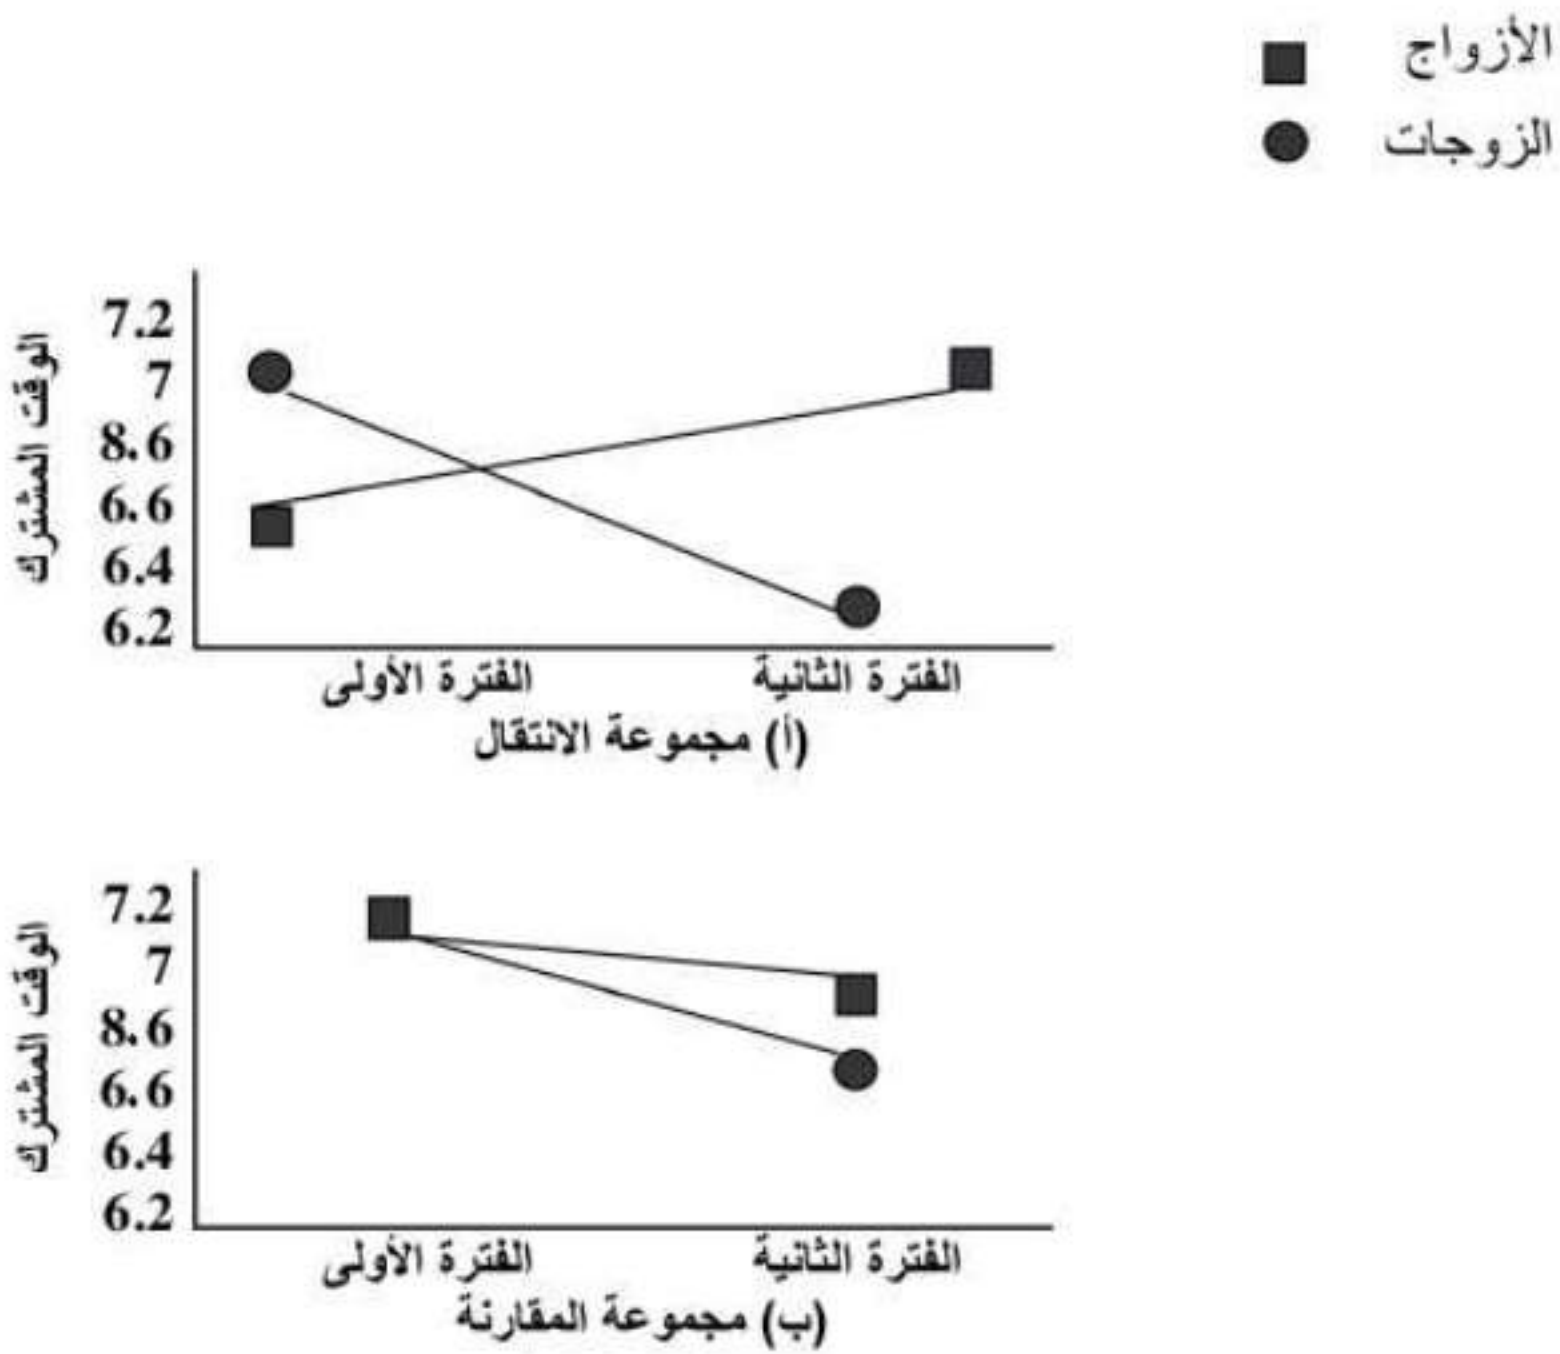 الأزواج
الزوجات
الوقت المشترك
7.2
7
8.6
6.6
6.4
6.2
الفترة الأولى
الفترة الثانية
(أ) مجموعة الانتقال
الوقت المشترك
7.2
7
8.6
6.6
6.4
6.2
الفترة الأولى
الفترة الثانية
(ب) مجموعة المقارنة